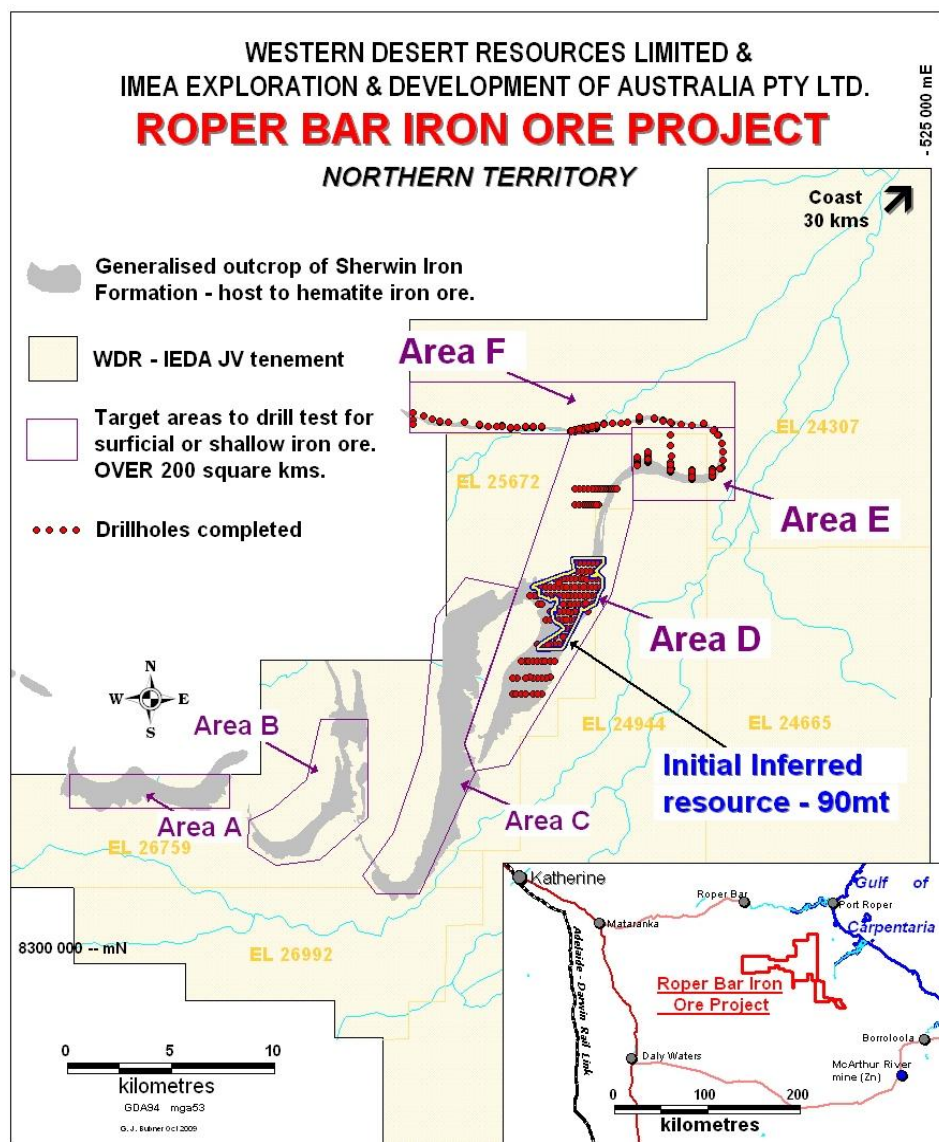 WESTERN DESERT RESOURCES LIMITED &
IMEA EXPLORATION & DEVELOPMENT OF AUSTRALIA PTY LTD.
ROPER BAR IRON ORE PROJECT
NORTHERN TERRITORY
- 525 000 mE
Coast
30 kms
Generalised outcrop of Sherwin Iron
Formation - host to hematite iron ore.
WDR - IEDA JV tenement
Target areas to drill test for
surficial or shallow iron ore.
OVER 200 square kms.
Drillholes completed
Area F
EL 24307
EL 25672
Area E
Area D
N
W E
S
Area B
EL 24944
EL 24665
Initial Inferred
resource - 90mt
Area A
Area C
EL 26759
8300 000 -- mN
EL 26992
0 5 10
kilometres
GDA94 mga53
G. J. Bubner Oct 2009
Katherine
Roper Bar
Gulf of
Carpentaria
Port Roper
Mataranka
Adelaide - Darwin Rail Link
Roper Bar Iron
Ore Project
Borroloola
Daly Waters
McArthur River
mine (Zn)
0 100 200
kilometres